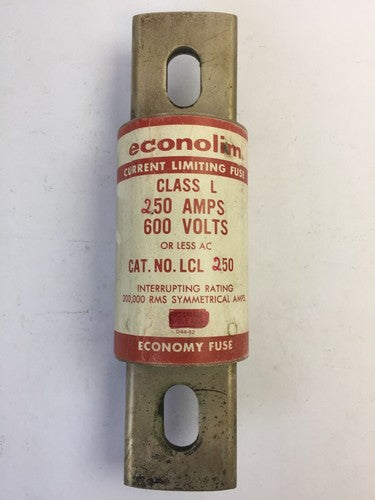 econolim
CURRENT LIMITING FUSE
CLASS L
250 AMPS
600 VOLTS
OR LESS AC
CAT. NO. LCL 250
INTERRUPTING RATING
200,000 RMS SYMMETRICAL AMPS
ECONOMY FUSE